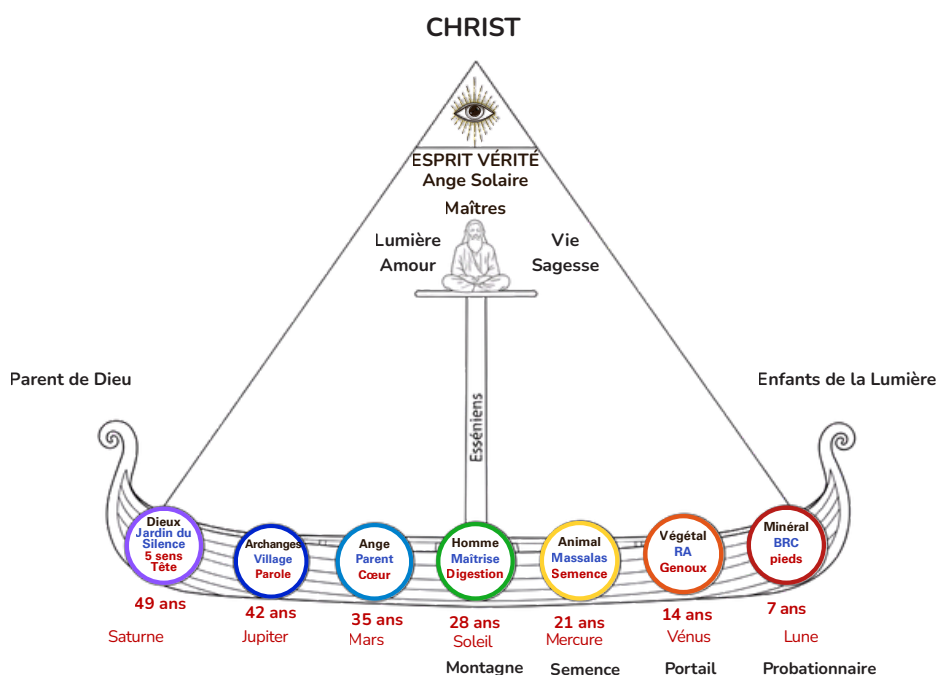 CHRIST
ESPRIT VÉRITÉ
Ange Solaire
Maîtres
Lumière
Amour
Vie
Sagesse
Parent de Dieu
Enfants de la Lumière
Esséniens
Dieux
Jardin du
Silence
5 sens
Tête
Archanges
Village
Parole
Ange
Parent
Cœur
Homme
Maîtrise
Digestion
Animal
Massalas
Semence
Végétal
RA
Genoux
Minéral
BRC
pieds
49 ans
42 ans
35 ans
28 ans
21 ans
14 ans
7 ans
Saturne
Jupiter
Mars
Soleil
Mercure
Vénus
Lune
Montagne
Semence
Portail
Probationnaire